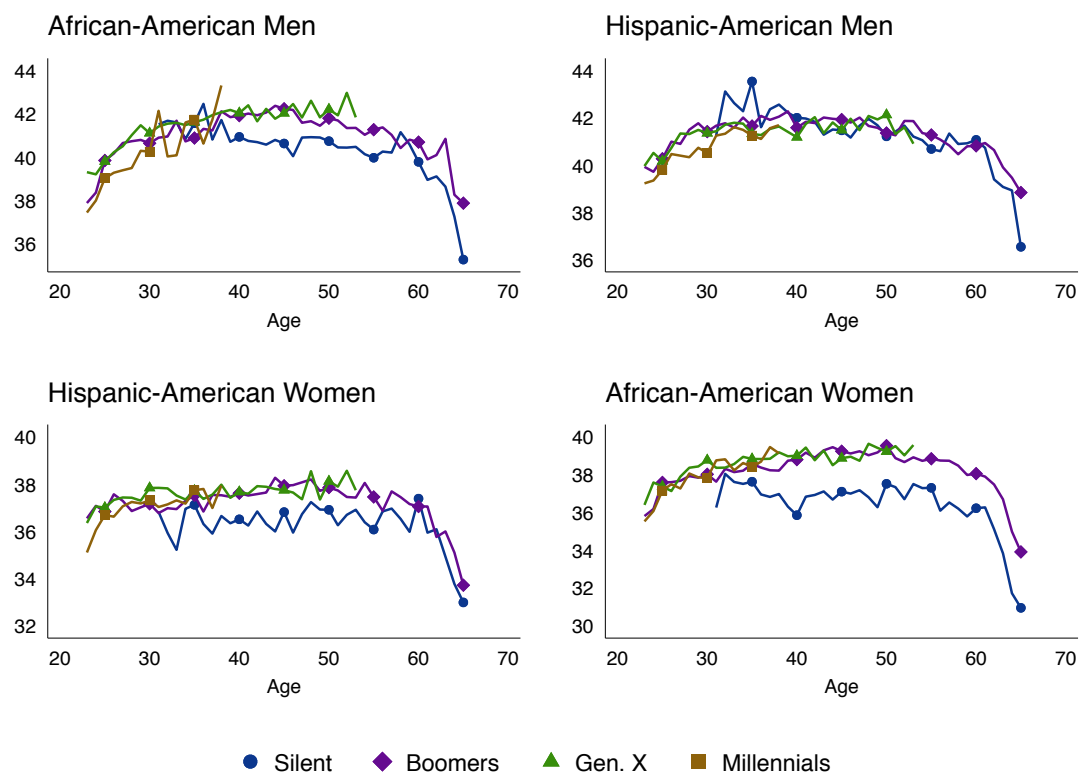 African-American Men
44
42
40
38
36
20 30 40 50 60 70
Age
Hispanic-American Men
44
42
40
38
36
20 30 40 50 60 70
Age
Hispanic-American Women
40
38
36
34
32
20 30 40 50 60 70
Age
African-American Women
40
38
36
34
32
30
20 30 40 50 60 70
Age
Silent Boomers Gen. X Millennials